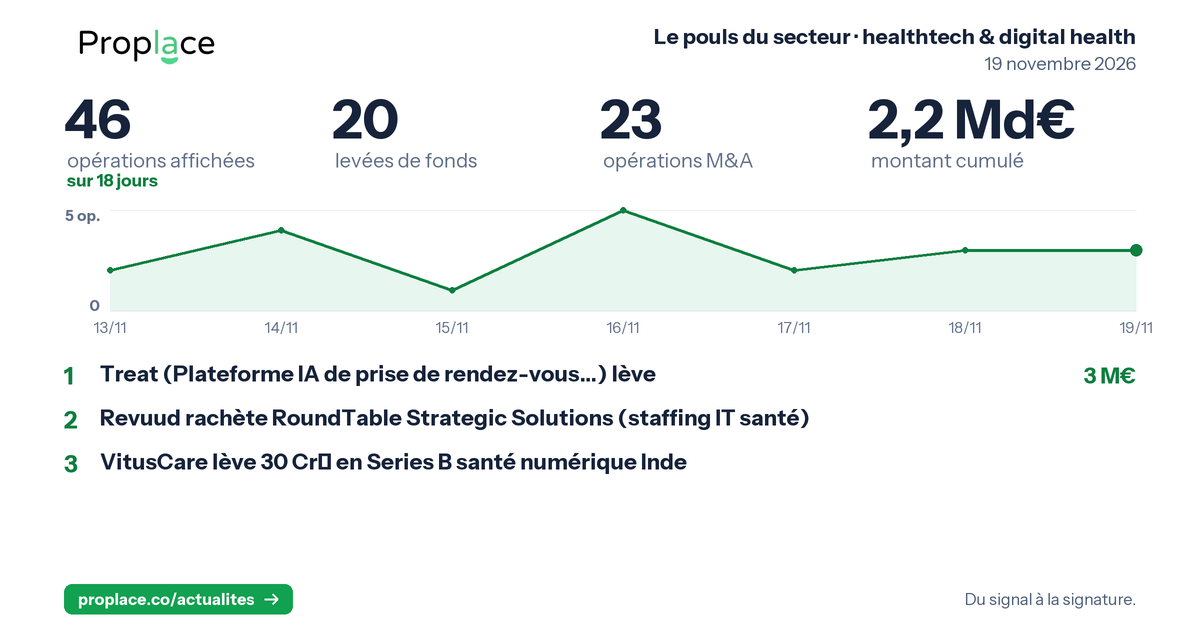 Proplace
Le pouls du secteur · healthtech & digital health
19 novembre 2026
46
opérations affichées
sur 18 jours
20
levées de fonds
23
opérations M&A
2,2 Md€
montant cumulé
5 op.
0
13/11 14/11 15/11 16/11 17/11 18/11 19/11
1 Treat (Plateforme IA de prise de rendez-vous…) lève 3 M€
2 Revuud rachète RoundTable Strategic Solutions (staffing IT santé)
3 VitusCare lève 30 Cr▯ en Series B santé numérique Inde
proplace.co/actualites →
Du signal à la signature.